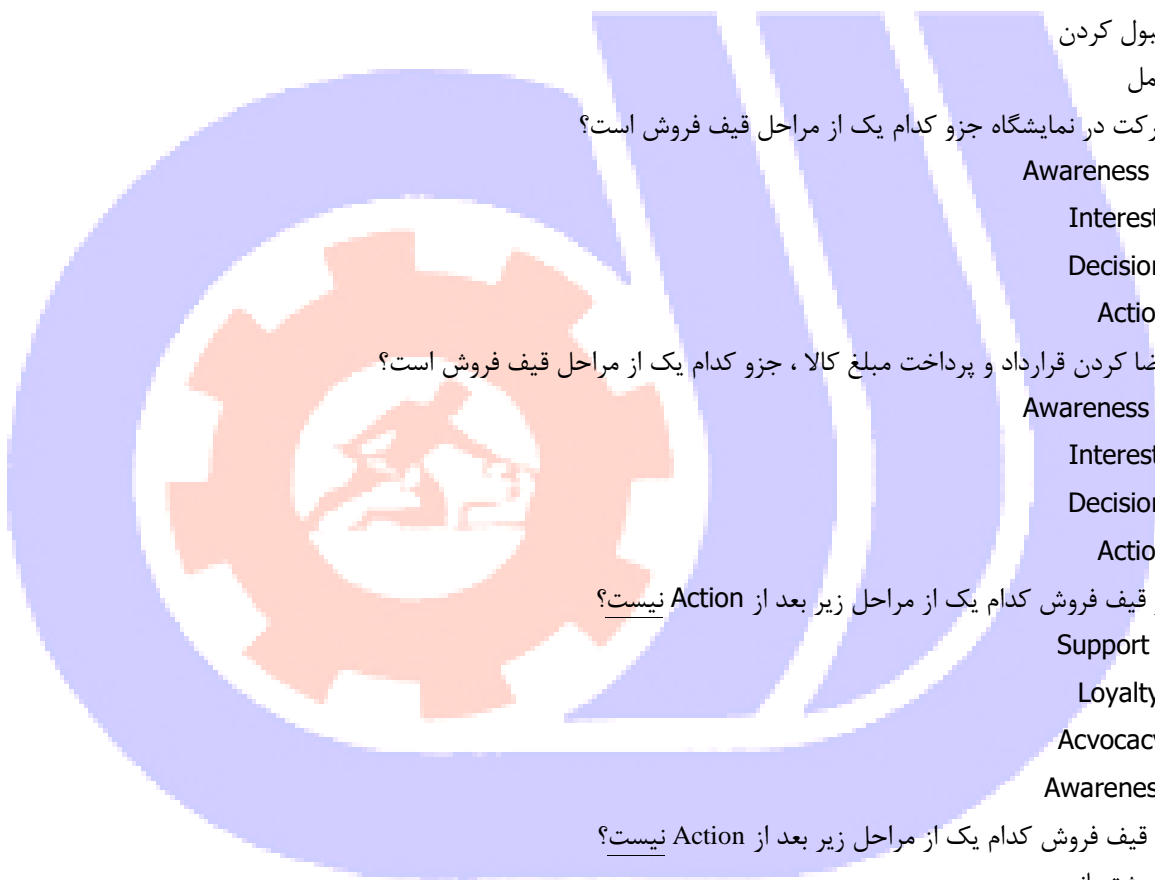 بول کردن
مل
رکت در نمایشگاه جزو کدام یک از مراحل قیف فروش است؟
Awareness
Interest
Decision
Actio
ضا کردن قرارداد و پرداخت مبلغ کالا ، جزو کدام یک از مراحل قیف فروش است؟
Awareness
Interest
Decision
Actio
قیف فروش کدام یک از مراحل زیر بعد از Action نیست؟
Support
Loyalty
Acvocacy
Awarenes
قیف فروش کدام یک از مراحل زیر بعد از Action نیست؟